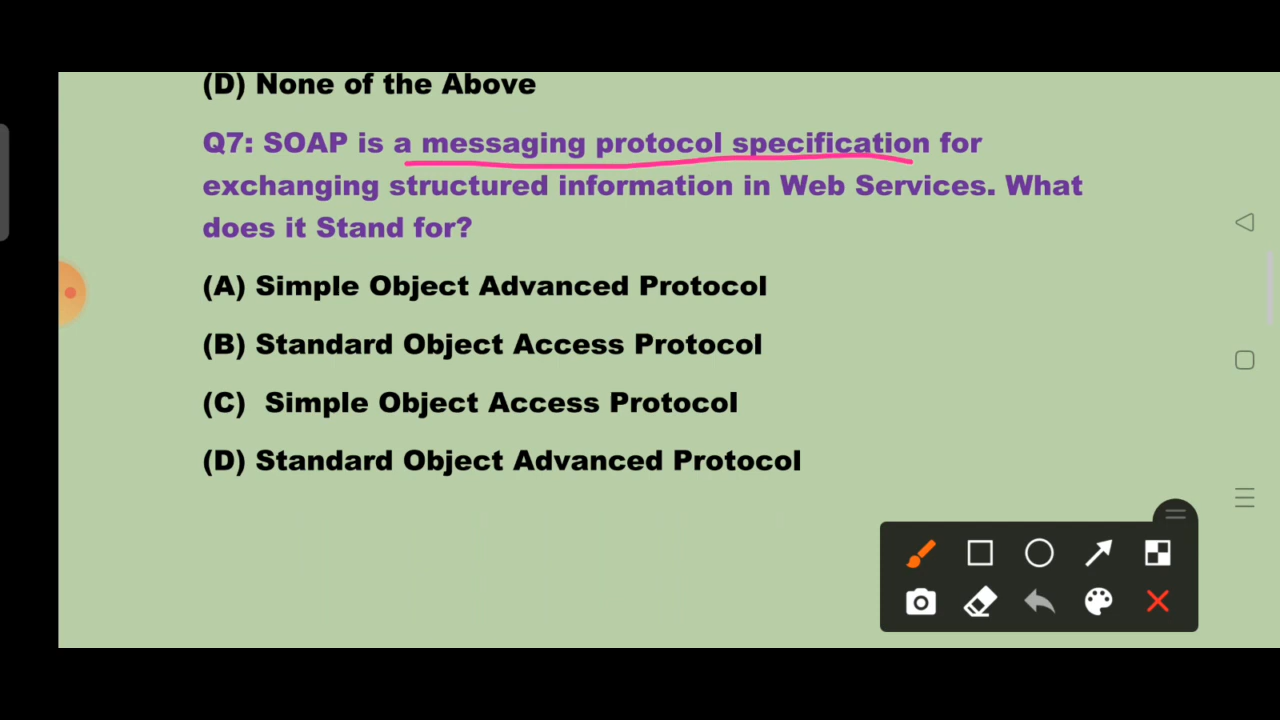 (D) None of the Above
Q7: SOAP is a messaging protocol specification for
exchanging structured information in Web Services. What
does it Stand for?
(A) Simple Object Advanced Protocol
(B) Standard Object Access Protocol
(C) Simple Object Access Protocol
(D) Standard Object Advanced Protocol